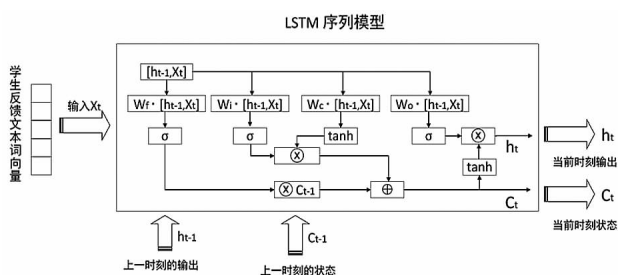 LSTM 序列模型
学生反馈文本词向量
输入Xt
[ht-1,Xt]
Wf· [ht-1,Xt]
Wi· [ht-1,Xt]
Wc· [ht-1,Xt]
Wo· [ht-1,Xt]
σ
σ
tanh
σ
ⓧ
ht
ht
当前时刻输出
ⓧ
tanh
ⓧ Ct-1
⊕
Ct
Ct
当前时刻状态
ht-1
上一时刻的输出
Ct-1
上一时刻的状态